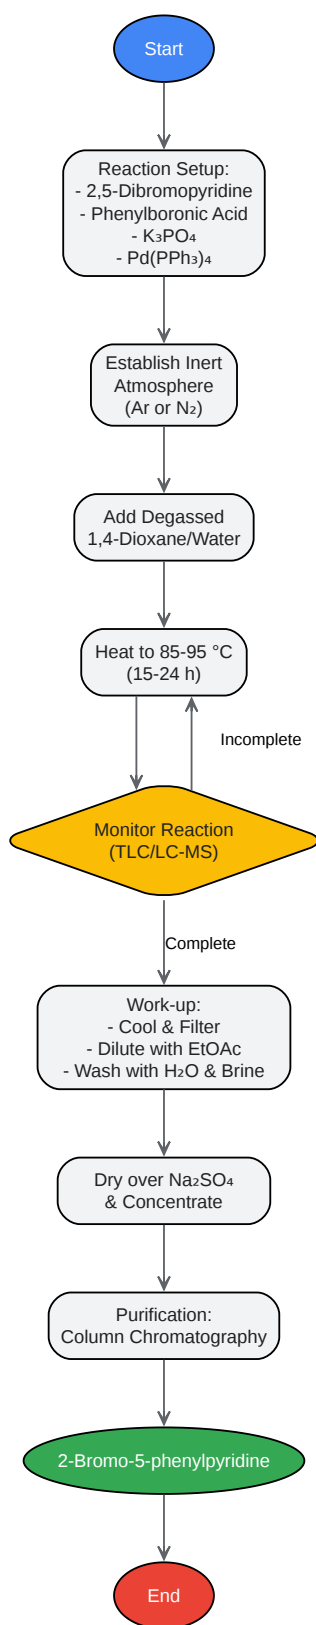 Start
Reaction Setup:
- 2,5-Dibromopyridine
- Phenylboronic Acid
- K₃PO₄
- Pd(PPh₃)₄
Establish Inert
Atmosphere
(Ar or N₂)
Add Degassed
1,4-Dioxane/Water
Heat to 85-95 °C
(15-24 h)
Incomplete
Monitor Reaction
(TLC/LC-MS)
Complete
Work-up:
- Cool & Filter
- Dilute with EtOAc
- Wash with H₂O & Brine
Dry over Na₂SO₄
& Concentrate
Purification:
Column Chromatography
2-Bromo-5-phenylpyridine
End